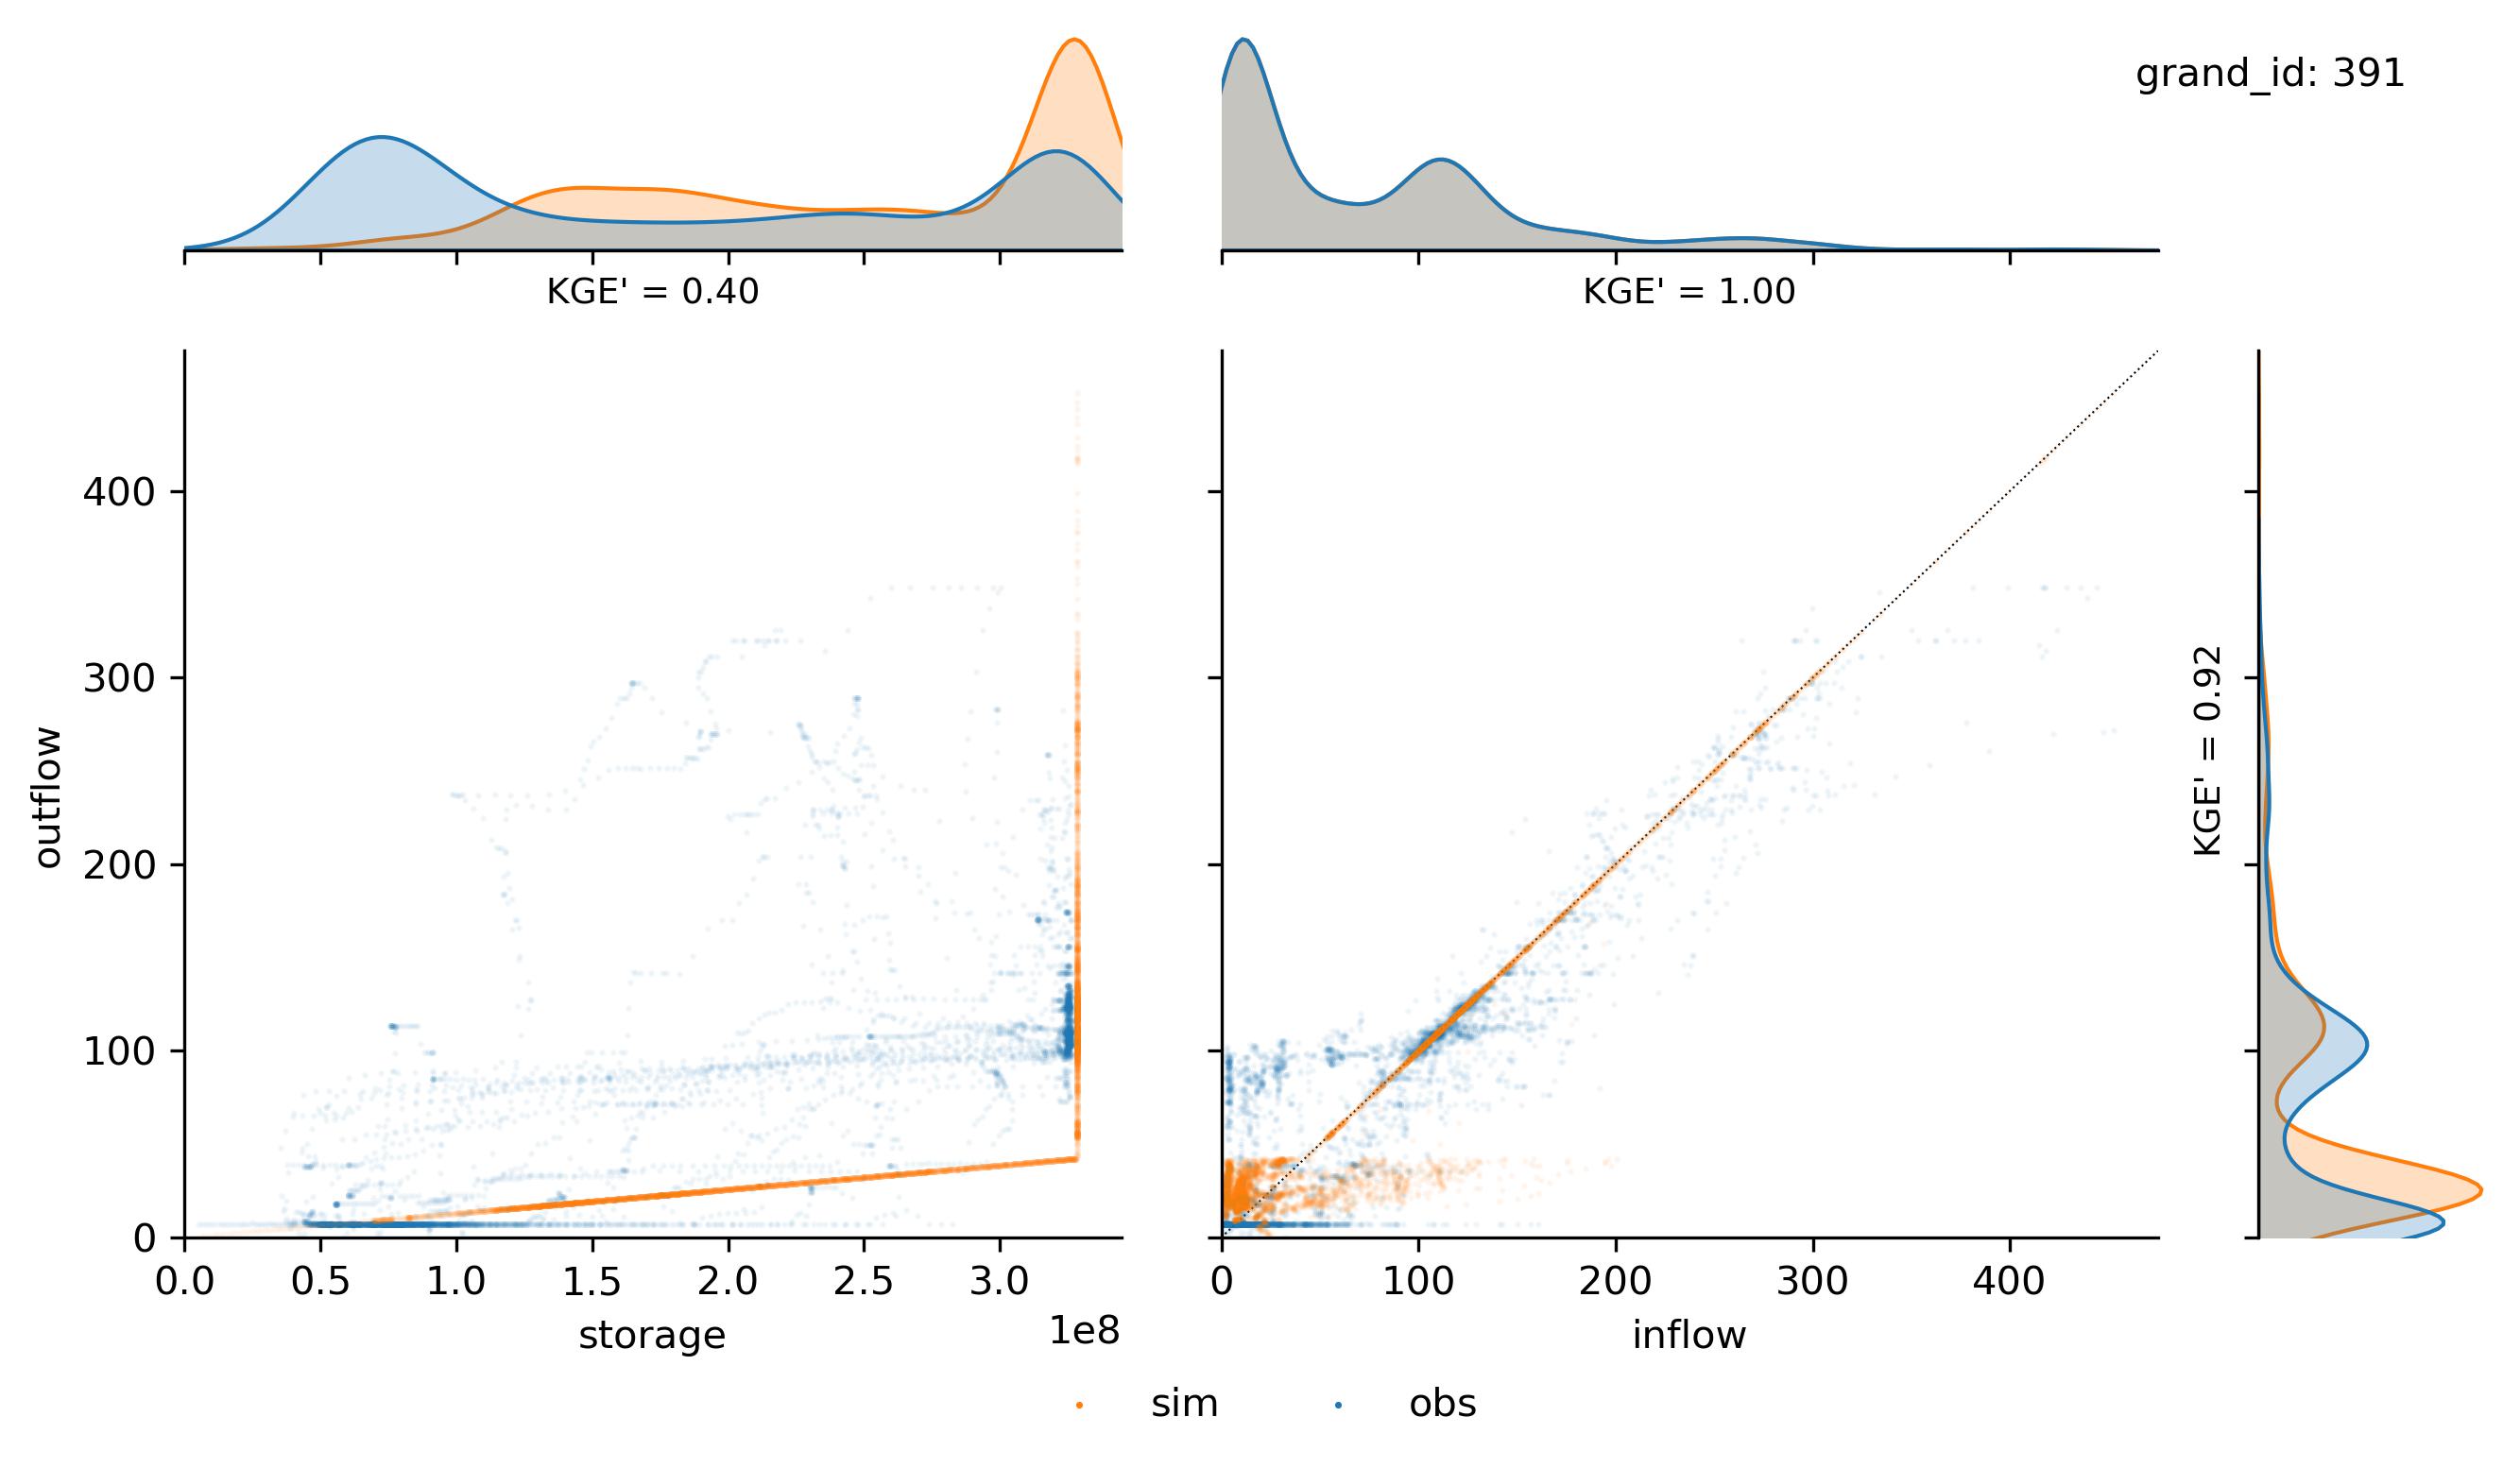 grand_id: 391
KGE' = 0.40
KGE' = 1.00
outflow
400
300
200
100
0
KGE' = 0.92
0.0 0.5 1.0 1.5 2.0 2.5 3.0
storage
1e8
0 100 200 300 400
inflow
sim obs